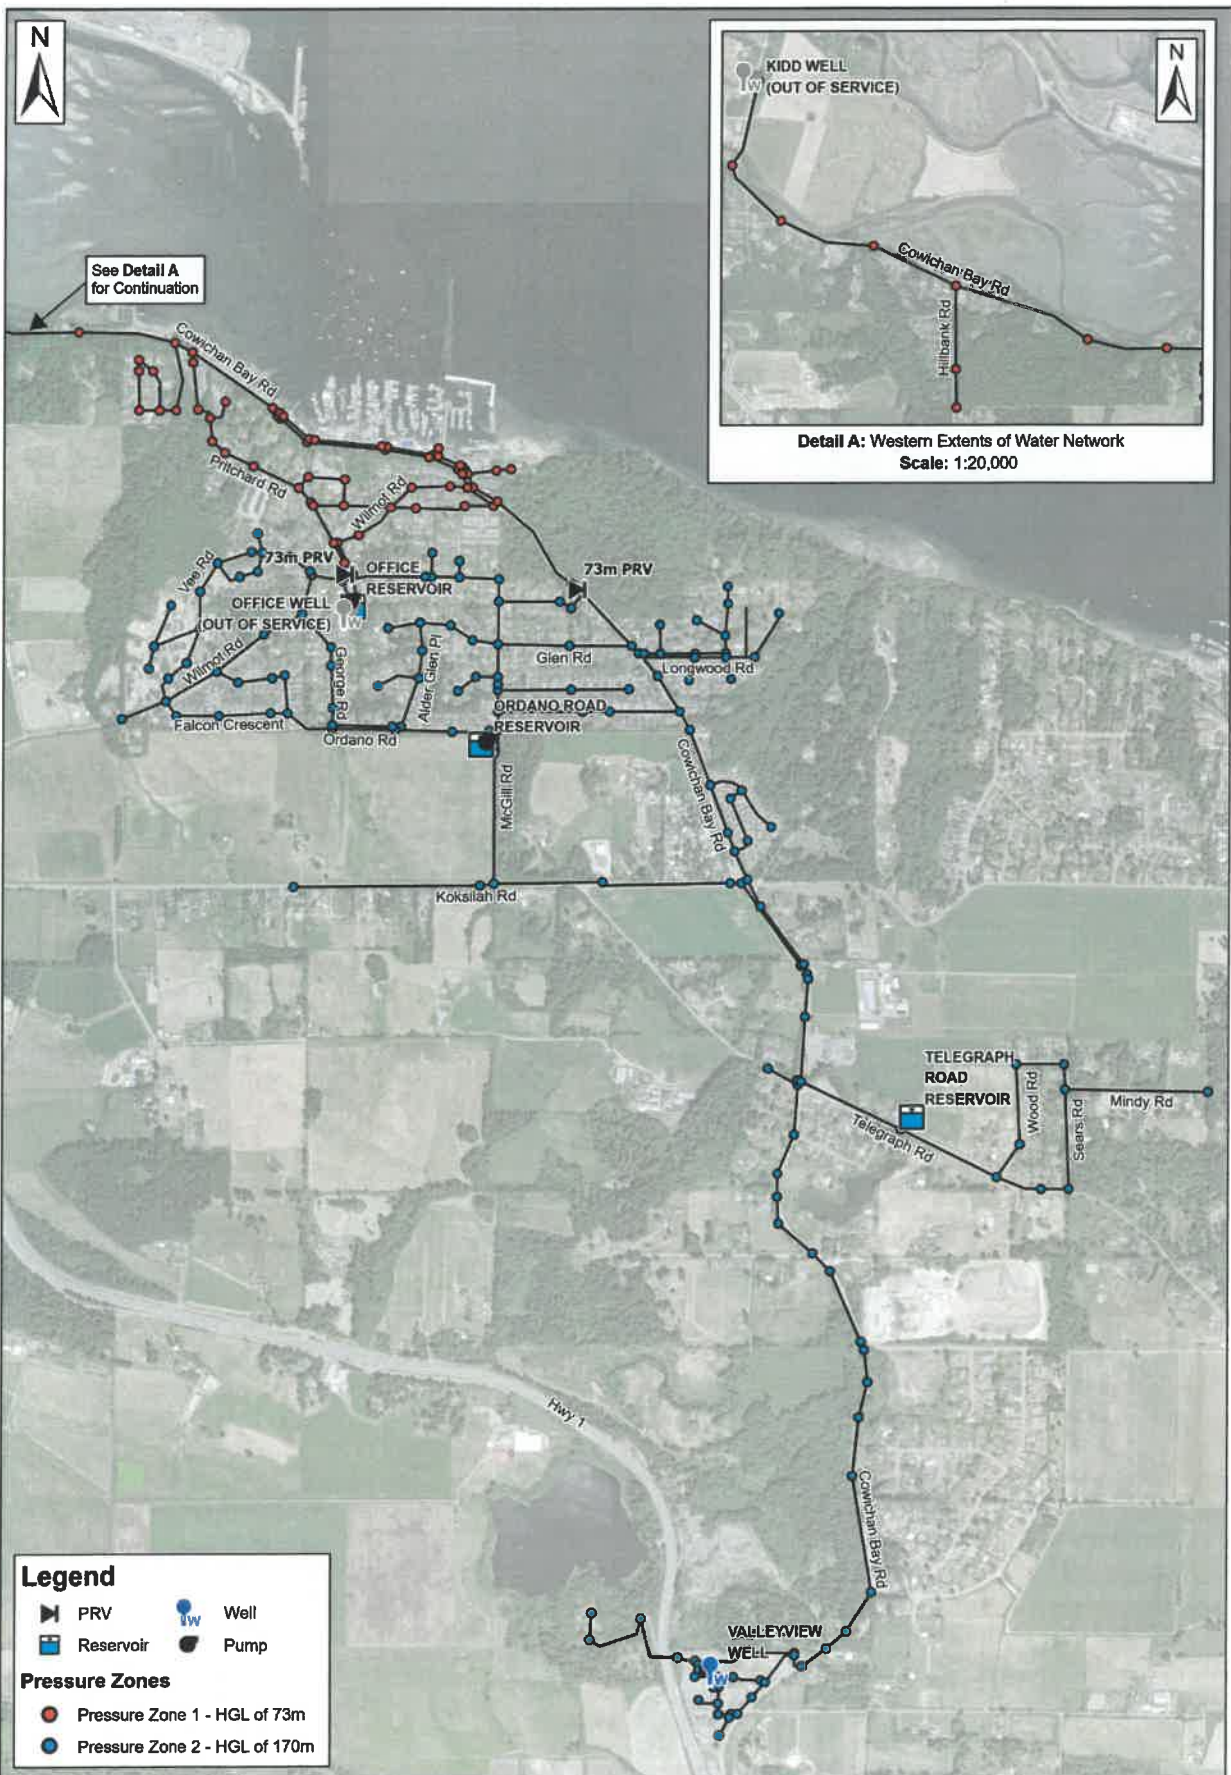 N
N
KIDD WELL
(OUT OF SERVICE)
Cowichan Bay Rd
Hillbank Rd
Detail A: Western Extents of Water Network
Scale: 1:20,000
See Detail A
for Continuation
Cowichan Bay Rd
Pritchard Rd
Wilmot Rd
Vee Rd
73m PRV
OFFICE
RESERVOIR
73m PRV
OFFICE WELL
(OUT OF SERVICE)
Wilmot Rd
George Rd
Alder Glen Pl
Glen Rd
Longwood Rd
Falcon Crescent
Ordano Rd
ORDANO ROAD
RESERVOIR
McGill Rd
Cowichan Bay Rd
Koksilah Rd
TELEGRAPH
ROAD
RESERVOIR
Wood Rd
Sears Rd
Mindy Rd
Telegraph Rd
Hwy 1
Cowichan Bay Rd
VALLEYVIEW
WELL
W
Legend
PRV
W
Well
Reservoir
Pump
Pressure Zones
Pressure Zone 1 - HGL of 73m
Pressure Zone 2 - HGL of 170m